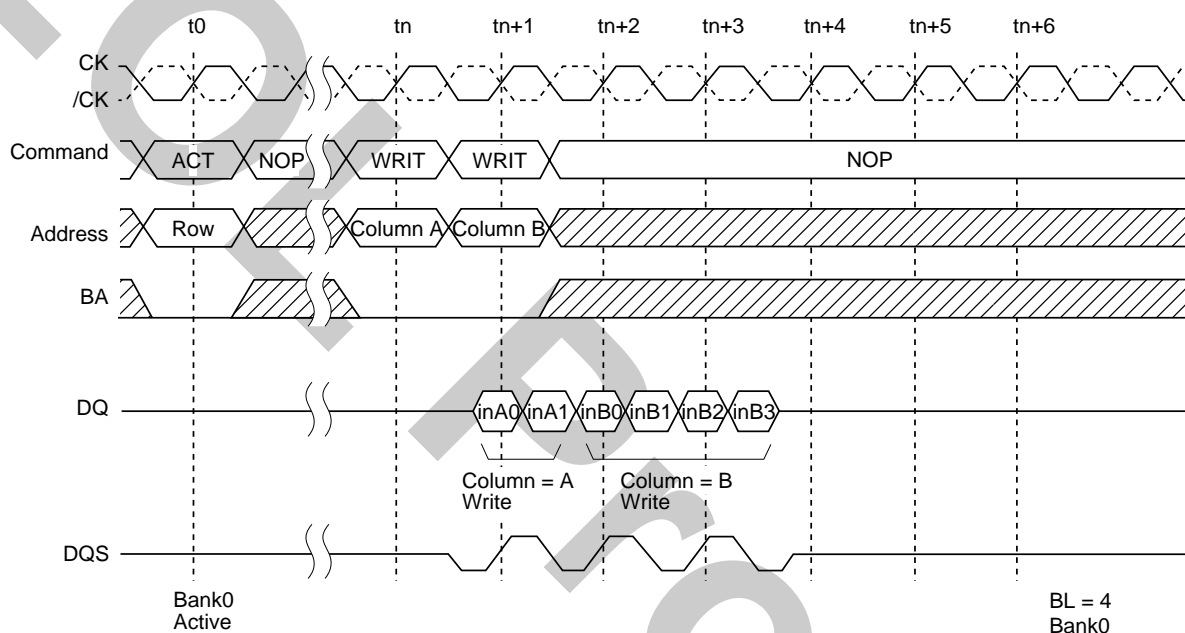 t0 tn tn+1 tn+2 tn+3 tn+4 tn+5 tn+6
CK
/CK
Command ACT NOP WRIT WRIT NOP
Address Row Column A Column B
BA
DQ inA0 inA1 inB0 inB1 inB2 inB3
Column = A Column = B
Write Write
DQS
Bank0 BL = 4
Active Bank0